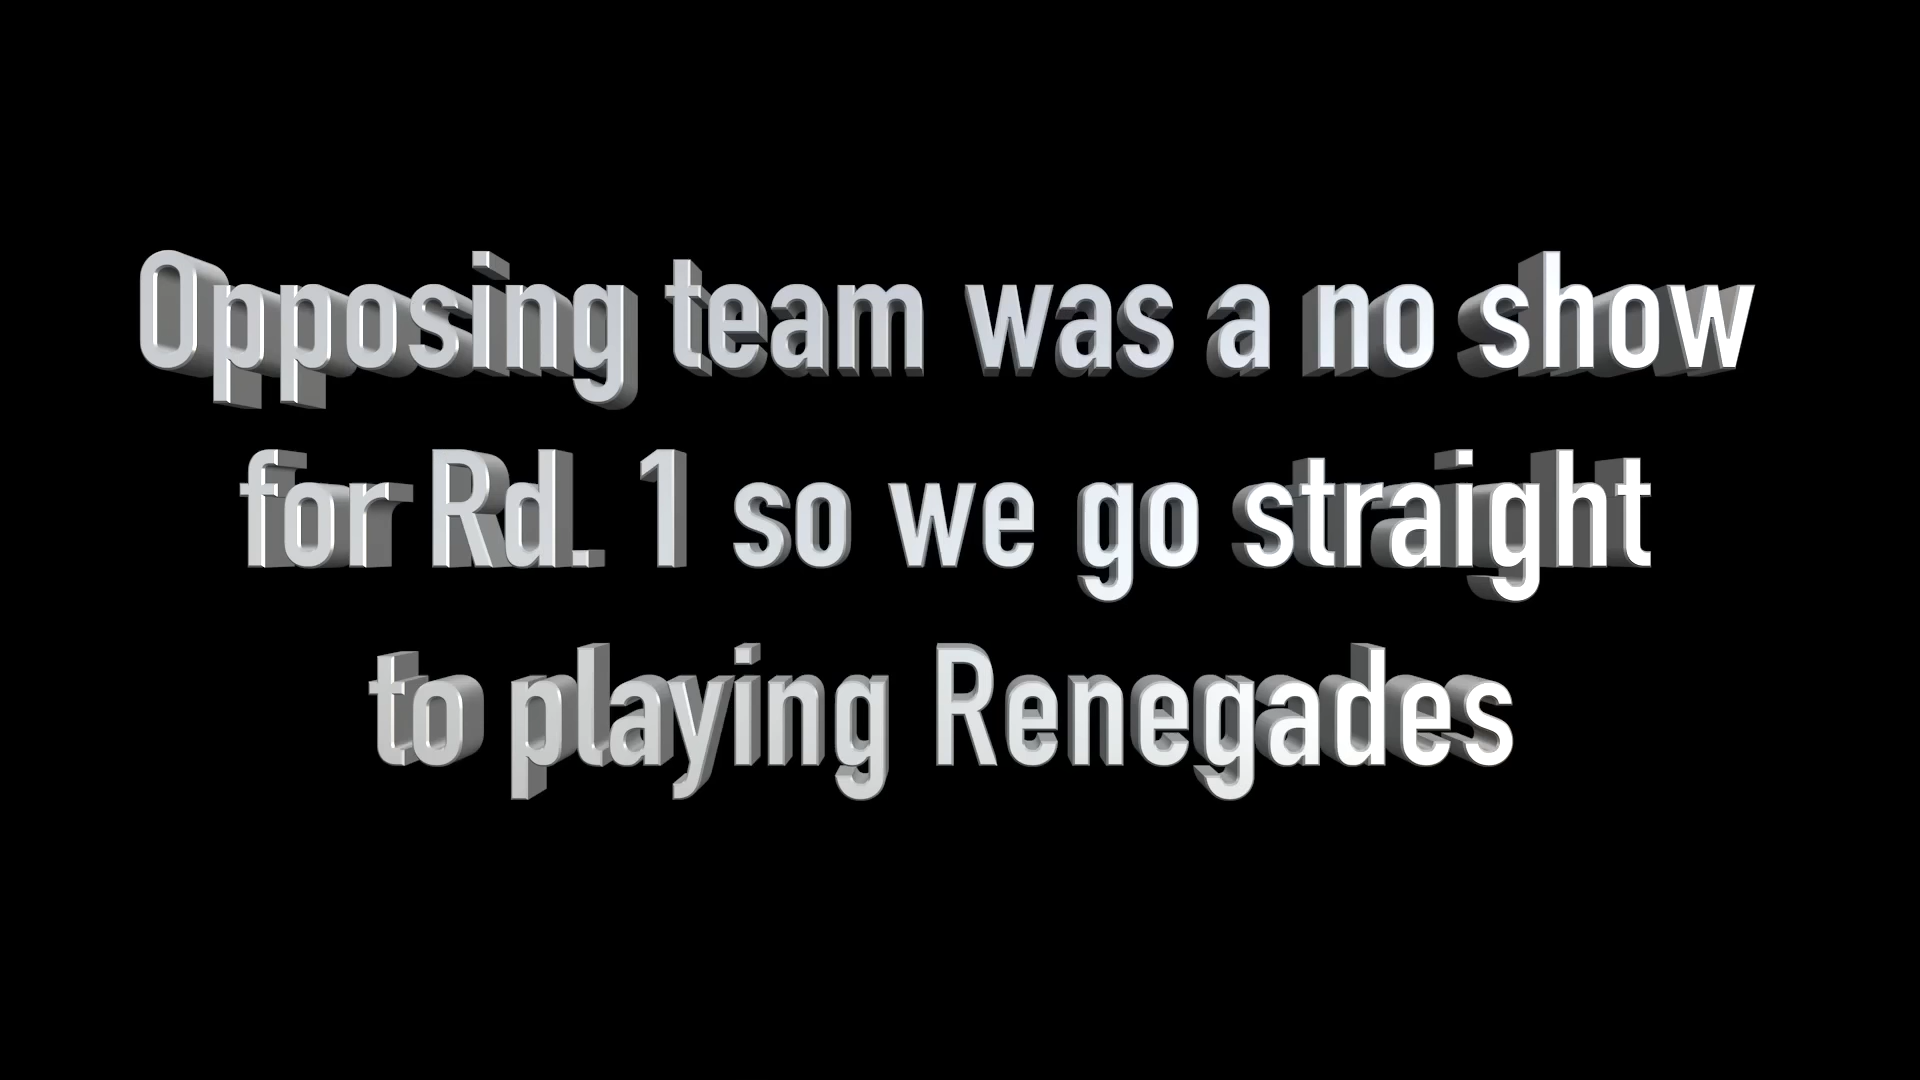 Opposing team was a no show
for Rd. 1 so we go straight
to playing Renegades